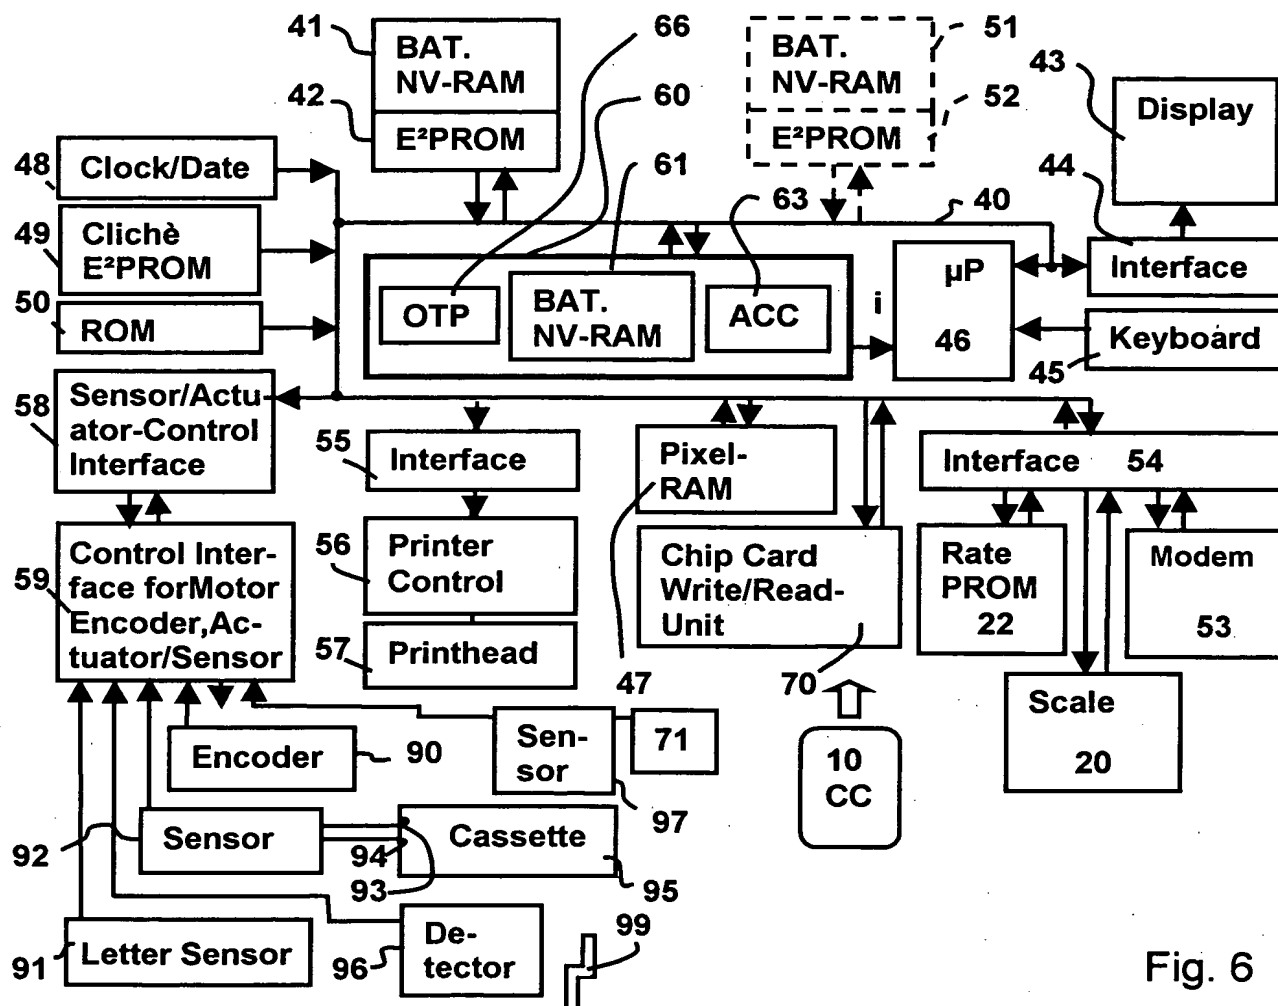 41
BAT.
NV-RAM
66
BAT.
NV-RAM
51
43
Display
42
E²PROM
60
E²PROM
52
48
Clock/Date
61
63
40
44
49
Clichè
E²PROM
OTP
BAT.
NV-RAM
ACC
i
µP
46
Interface
50
ROM
Keyboard
45
58
Sensor/Actu-
ator-Control
Interface
55
Interface
Pixel-
RAM
Interface 54
59
Control Inter-
face forMotor
Encoder,Ac-
tuator/Sensor
56
Printer
Control
Chip Card
Write/Read-
Unit
Rate
PROM
22
Modem
53
57
Printhead
47
70
Scale
20
Encoder
90
Sen-
sor
71
97
10
CC
92
Sensor
94
93
Cassette
95
91
Letter Sensor
96
De-
tector
99
Fig. 6